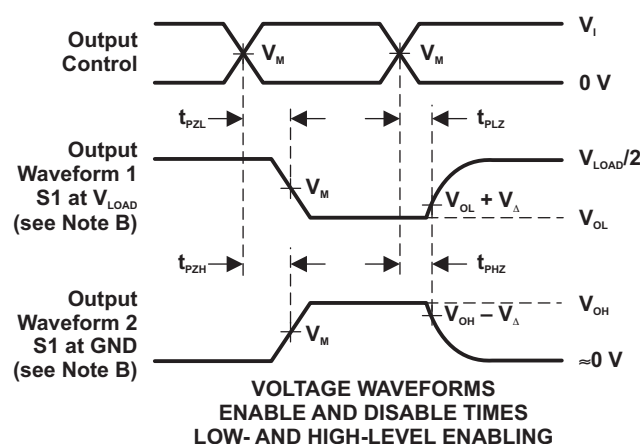 Output
Control
V_M
V_M
V_I
0 V
t_PZL
t_PLZ
Output
Waveform 1
S1 at V_LOAD
(see Note B)
V_M
V_LOAD/2
V_OL + V_Δ
V_OL
t_PZH
t_PHZ
Output
Waveform 2
S1 at GND
(see Note B)
V_M
V_OH
V_OH – V_Δ
≈0 V
VOLTAGE WAVEFORMS
ENABLE AND DISABLE TIMES
LOW- AND HIGH-LEVEL ENABLING